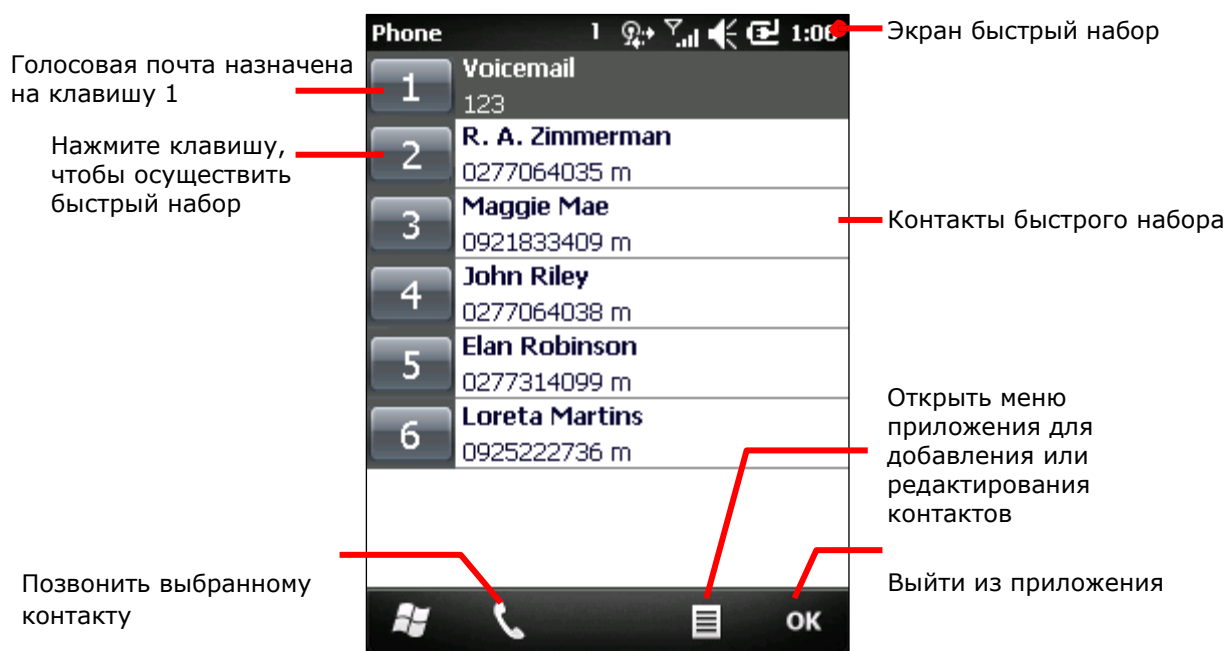 Phone 1 1:06
Экран быстрый набор
Голосовая почта назначена
на клавишу 1
1 Voicemail
123
Нажмите клавишу,
чтобы осуществить
быстрый набор
2 R. A. Zimmerman
0277064035 m
3 Maggie Mae
0921833409 m
Контакты быстрого набора
4 John Riley
0277064038 m
5 Elan Robinson
0277314099 m
6 Loreta Martins
0925222736 m
Открыть меню
приложения для
добавления или
редактирования
контактов
Позвонить выбранному
контакту
Выйти из приложения
OK